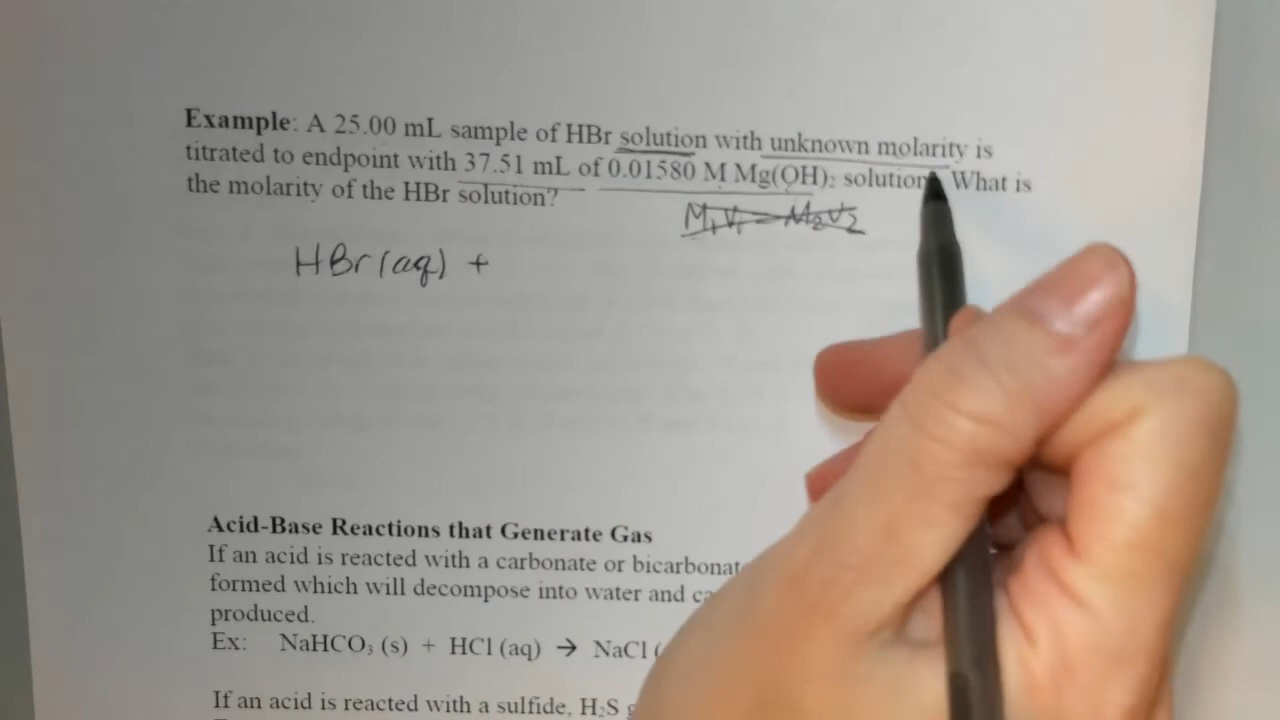 Example: A 25.00 mL sample of HBr solution with unknown molarity is
titrated to endpoint with 37.51 mL of 0.01580 M Mg(OH)₂ solution. What is
the molarity of the HBr solution?
M₁V₁ = M₂V₂
HBr (aq) +
Acid-Base Reactions that Generate Gas
If an acid is reacted with a carbonate or
formed which will decompose into water and
produced.
Ex: NaHCO₃ (s) + HCl (aq) → NaCl (
If an acid is reacted with a sulfide, H₂S